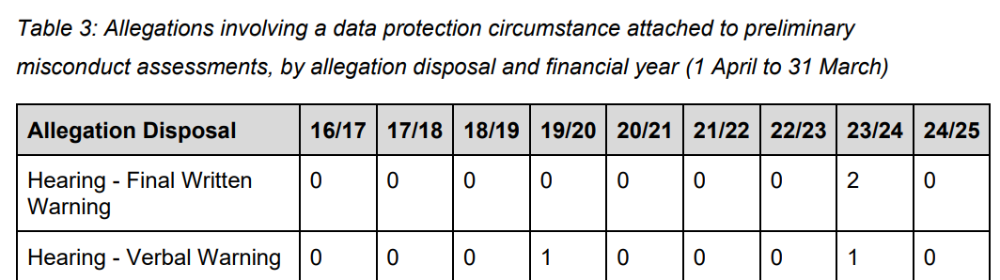 Table 3: Allegations involving a data protection circumstance attached to preliminary
misconduct assessments, by allegation disposal and financial year (1 April to 31 March)
Allegation Disposal 16/17 17/18 18/19 19/20 20/21 21/22 22/23 23/24 24/25
Hearing - Final Written 0 0 0 0 0 0 0 2 0
Warning
Hearing - Verbal Warning 0 0 0 1 0 0 0 1 0